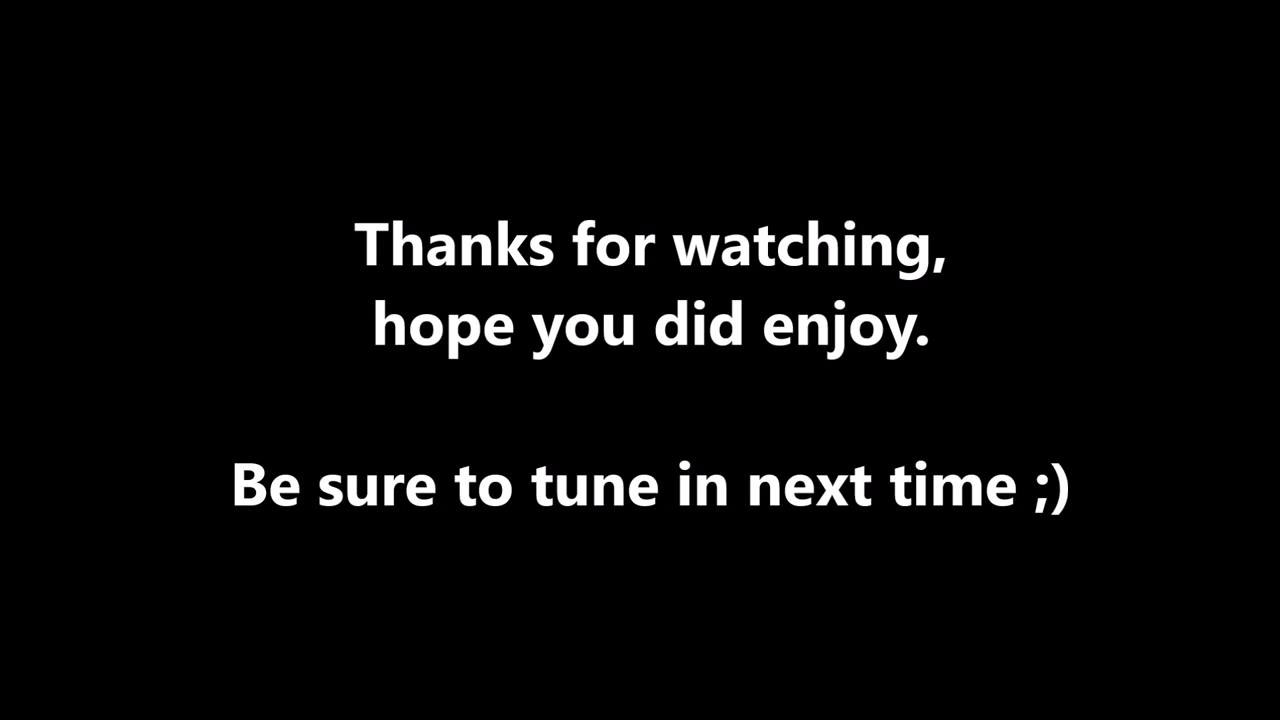 Thanks for watching,
hope you did enjoy.
Be sure to tune in next time ;)